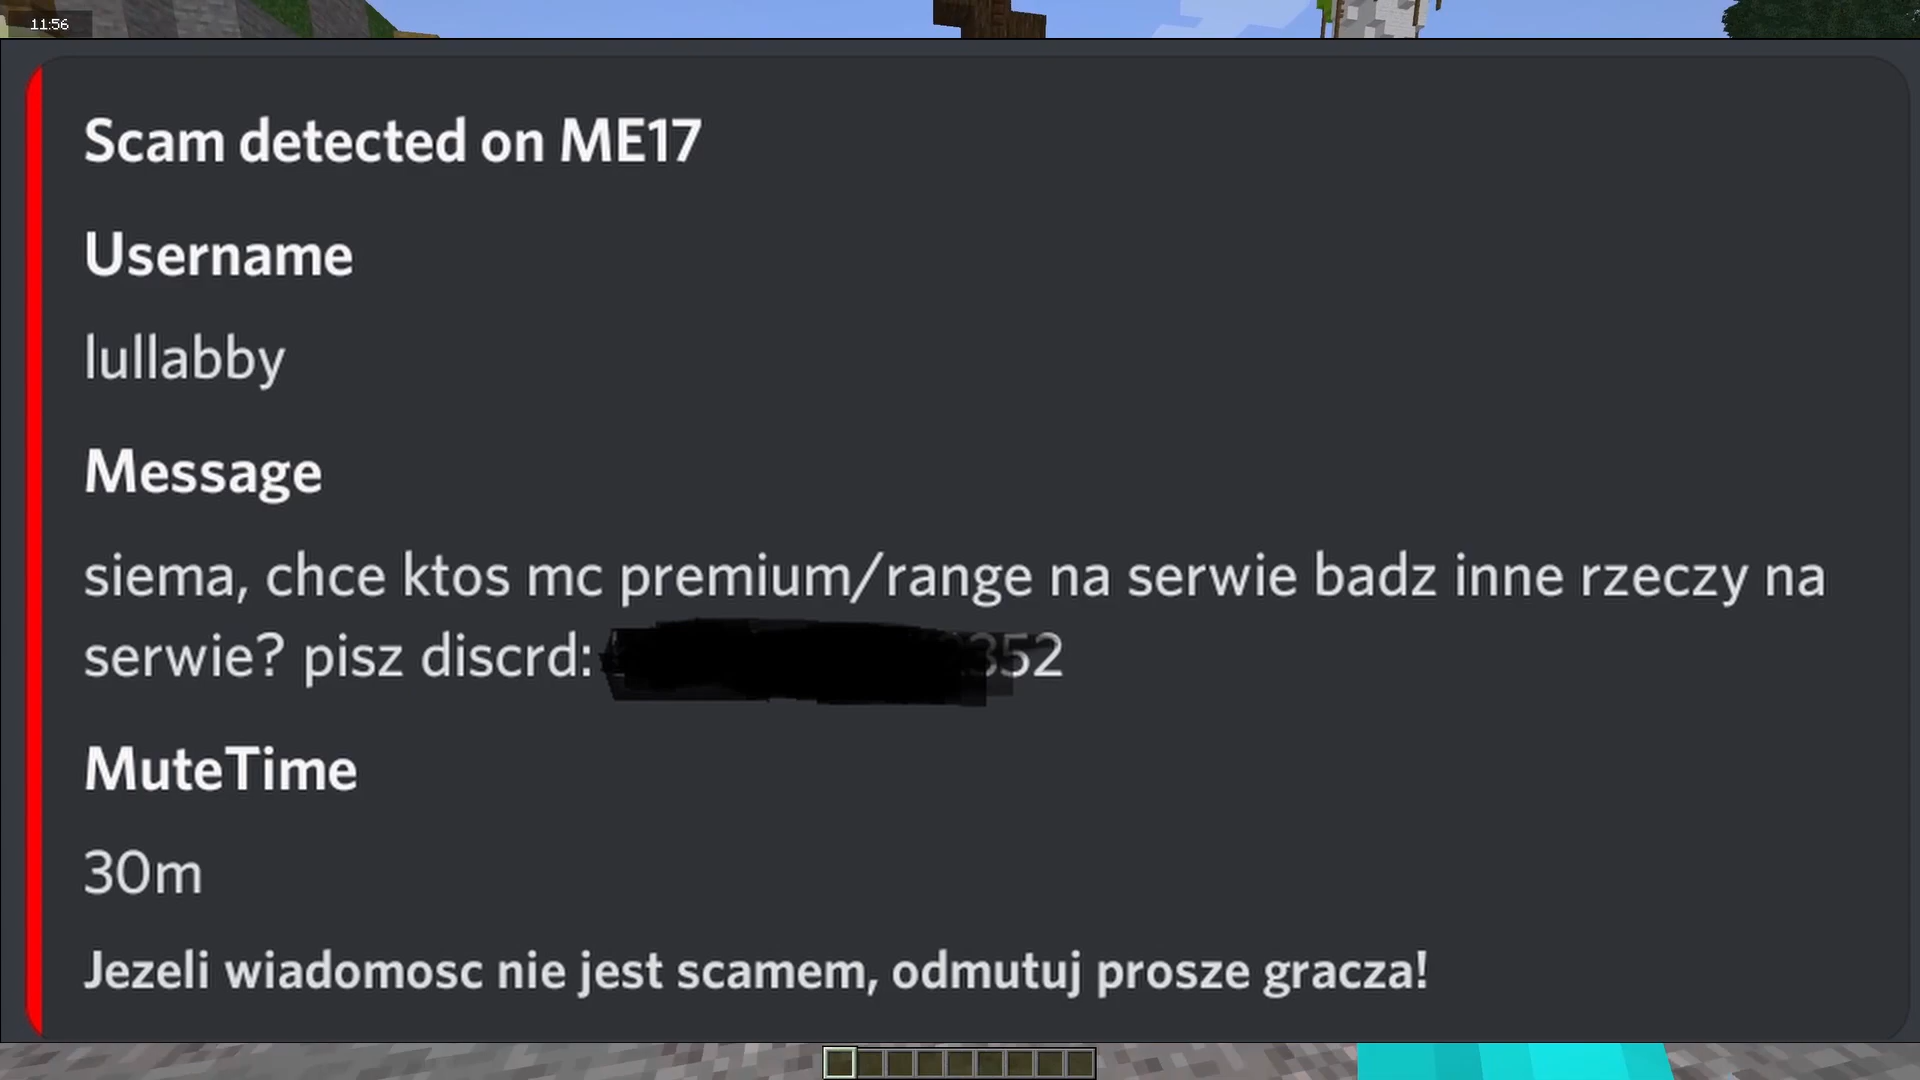 11:56
Scam detected on ME17
Username
lullabby
Message
siema, chce ktos mc premium/range na serwie badz inne rzeczy na
serwie? pisz discrd: 352
MuteTime
30m
Jezeli wiadomosc nie jest scamem, odmutuj prosze gracza!